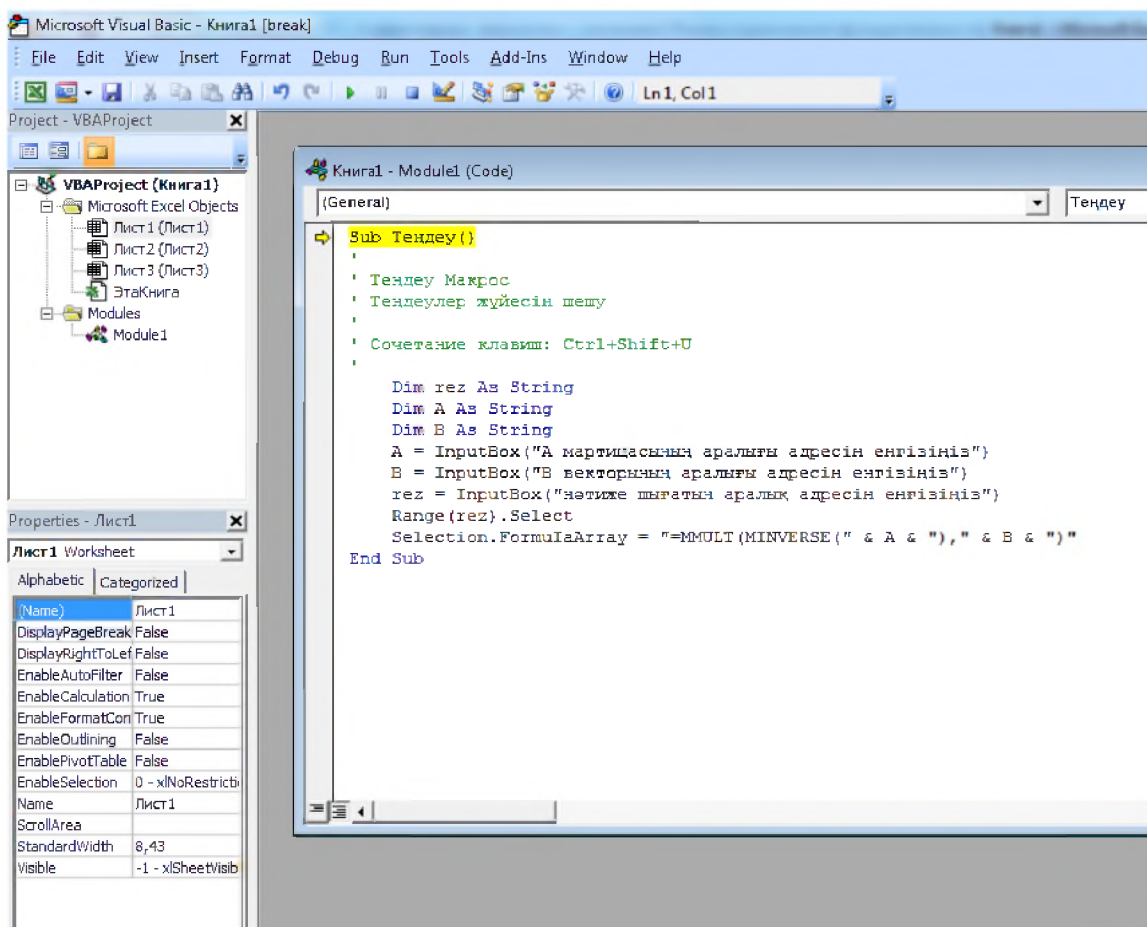 Microsoft Visual Basic - Книга1 [break]
File Edit View Insert Format Debug Run Tools Add-Ins Window Help
Ln 1, Col 1
Project - VBAProject
VBAProject (Книга1)
Microsoft Excel Objects
Лист1 (Лист1)
Лист2 (Лист2)
Лист3 (Лист3)
ЭтаКнига
Modules
Module1
Properties - Лист1
Лист1 Worksheet
Alphabetic Categorized
(Name) Лист1
DisplayPageBreak False
DisplayRightToLef False
EnableAutoFilter False
EnableCalculation True
EnableFormatCon True
EnableOutlining False
EnablePivotTable False
EnableSelection 0 - xlNoRestricti
Name Лист1
ScrollArea
StandardWidth 8,43
Visible -1 - xlSheetVisib
Книга1 - Module1 (Code)
(General) Теңдеу
Sub Теңдеу()
'
' Теңдеу Макрос
' Теңдеулер жүйесін шешу
'
' Сочетание клавиш: Ctrl+Shift+U
'
Dim rez As String
Dim A As String
Dim B As String
A = InputBox("А мартицасының аралығы адресін енгізіңіз")
B = InputBox("В векторының аралығы адресін енгізіңіз")
rez = InputBox("нәтиже шығатын аралық адресін енгізіңіз")
Range(rez).Select
Selection.FormulaArray = "=MMULT(MINVERSE(" & A & ")," & B & ")"
End Sub